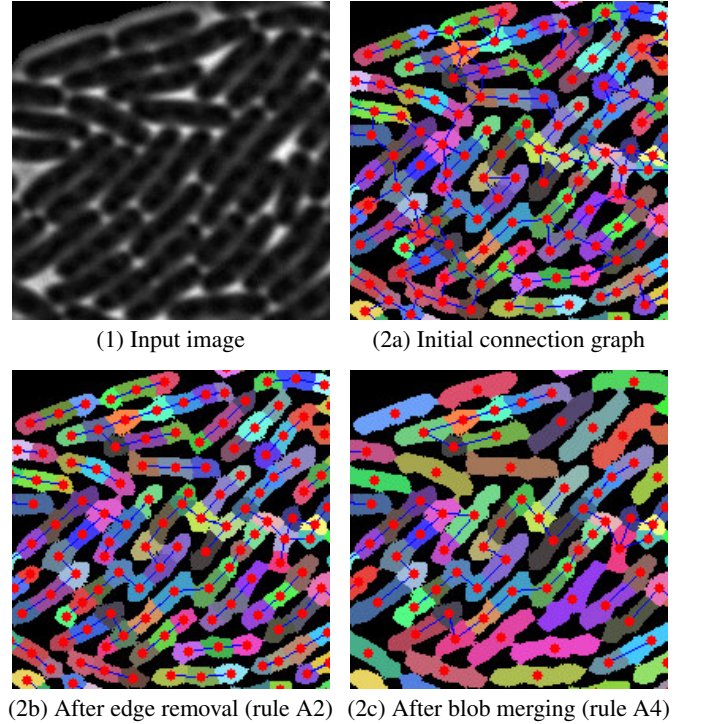 (1) Input image
(2a) Initial connection graph
(2b) After edge removal (rule A2)
(2c) After blob merging (rule A4)